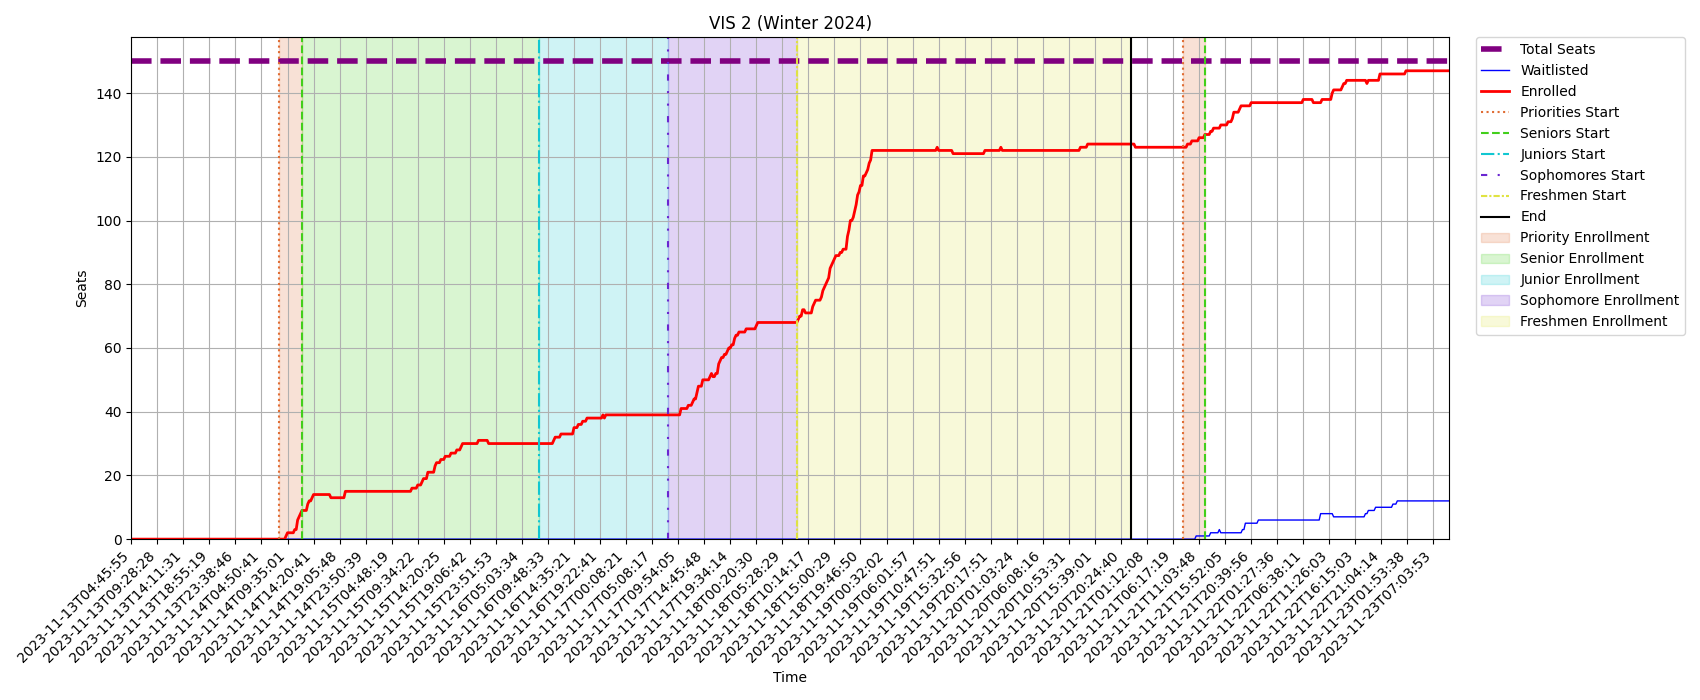 VIS 2 (Winter 2024)
Total Seats
Waitlisted
Enrolled
Priorities Start
Seniors Start
Juniors Start
Sophomores Start
Freshmen Start
End
Priority Enrollment
Senior Enrollment
Junior Enrollment
Sophomore Enrollment
Freshmen Enrollment
Seats
140
120
100
80
60
40
20
0
2023-11-13T04:45:55
2023-11-13T09:28:28
2023-11-13T14:11:31
2023-11-13T18:55:19
2023-11-13T23:38:46
2023-11-14T04:50:41
2023-11-14T09:35:01
2023-11-14T14:20:41
2023-11-14T19:05:48
2023-11-14T23:50:39
2023-11-15T04:48:19
2023-11-15T09:34:22
2023-11-15T14:20:25
2023-11-15T19:06:42
2023-11-15T23:51:53
2023-11-16T05:03:34
2023-11-16T09:48:33
2023-11-16T14:35:21
2023-11-16T19:22:41
2023-11-17T00:08:21
2023-11-17T05:08:17
2023-11-17T09:54:05
2023-11-17T14:45:48
2023-11-17T19:34:14
2023-11-18T00:20:30
2023-11-18T05:28:29
2023-11-18T10:14:17
2023-11-18T15:00:29
2023-11-18T19:46:50
2023-11-19T00:32:02
2023-11-19T06:01:57
2023-11-19T10:47:51
2023-11-19T15:32:56
2023-11-19T20:17:51
2023-11-20T01:03:24
2023-11-20T06:08:16
2023-11-20T10:53:31
2023-11-20T15:39:01
2023-11-20T20:24:40
2023-11-21T01:12:08
2023-11-21T06:17:19
2023-11-21T11:03:48
2023-11-21T15:52:05
2023-11-21T20:39:56
2023-11-22T01:27:36
2023-11-22T06:38:11
2023-11-22T11:26:03
2023-11-22T16:15:03
2023-11-22T21:04:14
2023-11-23T01:53:38
2023-11-23T07:03:53
Time